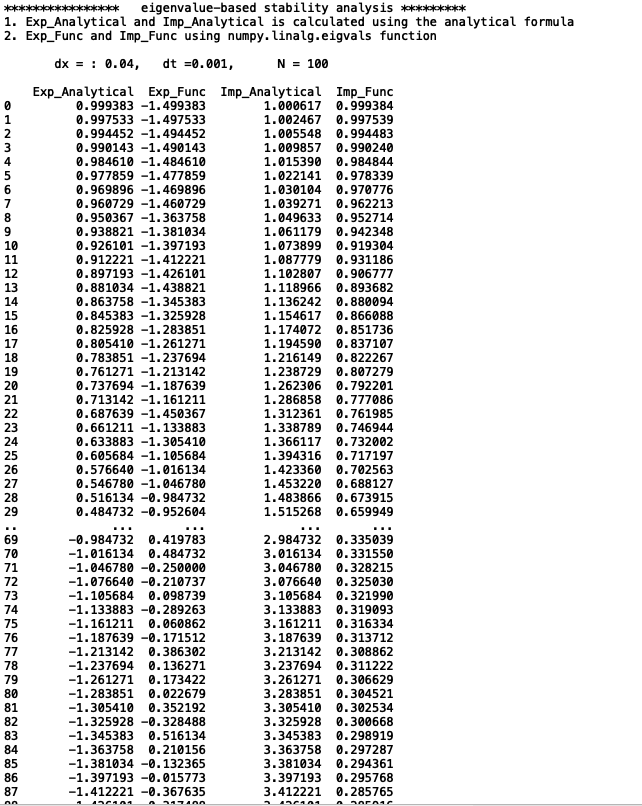 ****************   eigenvalue-based stability analysis *********
1. Exp_Analytical and Imp_Analytical is calculated using the analytical formula
2. Exp_Func and Imp_Func using numpy.linalg.eigvals function
dx = : 0.04,   dt =0.001,      N = 100
Exp_Analytical  Exp_Func  Imp_Analytical  Imp_Func
0         0.999383 -1.499383        1.000617  0.999384
1         0.997533 -1.497533        1.002467  0.997539
2         0.994452 -1.494452        1.005548  0.994483
3         0.990143 -1.490143        1.009857  0.990240
4         0.984610 -1.484610        1.015390  0.984844
5         0.977859 -1.477859        1.022141  0.978339
6         0.969896 -1.469896        1.030104  0.970776
7         0.960729 -1.460729        1.039271  0.962213
8         0.950367 -1.363758        1.049633  0.952714
9         0.938821 -1.381034        1.061179  0.942348
10        0.926101 -1.397193        1.073899  0.919304
11        0.912221 -1.412221        1.087779  0.931186
12        0.897193 -1.426101        1.102807  0.906777
13        0.881034 -1.438821        1.118966  0.893682
14        0.863758 -1.345383        1.136242  0.880094
15        0.845383 -1.325928        1.154617  0.866088
16        0.825928 -1.283851        1.174072  0.851736
17        0.805410 -1.261271        1.194590  0.837107
18        0.783851 -1.237694        1.216149  0.822267
19        0.761271 -1.213142        1.238729  0.807279
20        0.737694 -1.187639        1.262306  0.792201
21        0.713142 -1.161211        1.286858  0.777086
22        0.687639 -1.450367        1.312361  0.761985
23        0.661211 -1.133883        1.338789  0.746944
24        0.633883 -1.305410        1.366117  0.732002
25        0.605684 -1.105684        1.394316  0.717197
26        0.576640 -1.016134        1.423360  0.702563
27        0.546780 -1.046780        1.453220  0.688127
28        0.516134 -0.984732        1.483866  0.673915
29        0.484732 -0.952604        1.515268  0.659949
..             ...       ...             ...       ...
69       -0.984732  0.419783        2.984732  0.335039
70       -1.016134  0.484732        3.016134  0.331550
71       -1.046780 -0.250000        3.046780  0.328215
72       -1.076640 -0.210737        3.076640  0.325030
73       -1.105684  0.098739        3.105684  0.321990
74       -1.133883 -0.289263        3.133883  0.319093
75       -1.161211  0.060862        3.161211  0.316334
76       -1.187639 -0.171512        3.187639  0.313712
77       -1.213142  0.386302        3.213142  0.308862
78       -1.237694  0.136271        3.237694  0.311222
79       -1.261271  0.173422        3.261271  0.306629
80       -1.283851  0.022679        3.283851  0.304521
81       -1.305410  0.352192        3.305410  0.302534
82       -1.325928 -0.328488        3.325928  0.300668
83       -1.345383  0.516134        3.345383  0.298919
84       -1.363758  0.210156        3.363758  0.297287
85       -1.381034 -0.132365        3.381034  0.294361
86       -1.397193 -0.015773        3.397193  0.295768
87       -1.412221 -0.367635        3.412221  0.285765